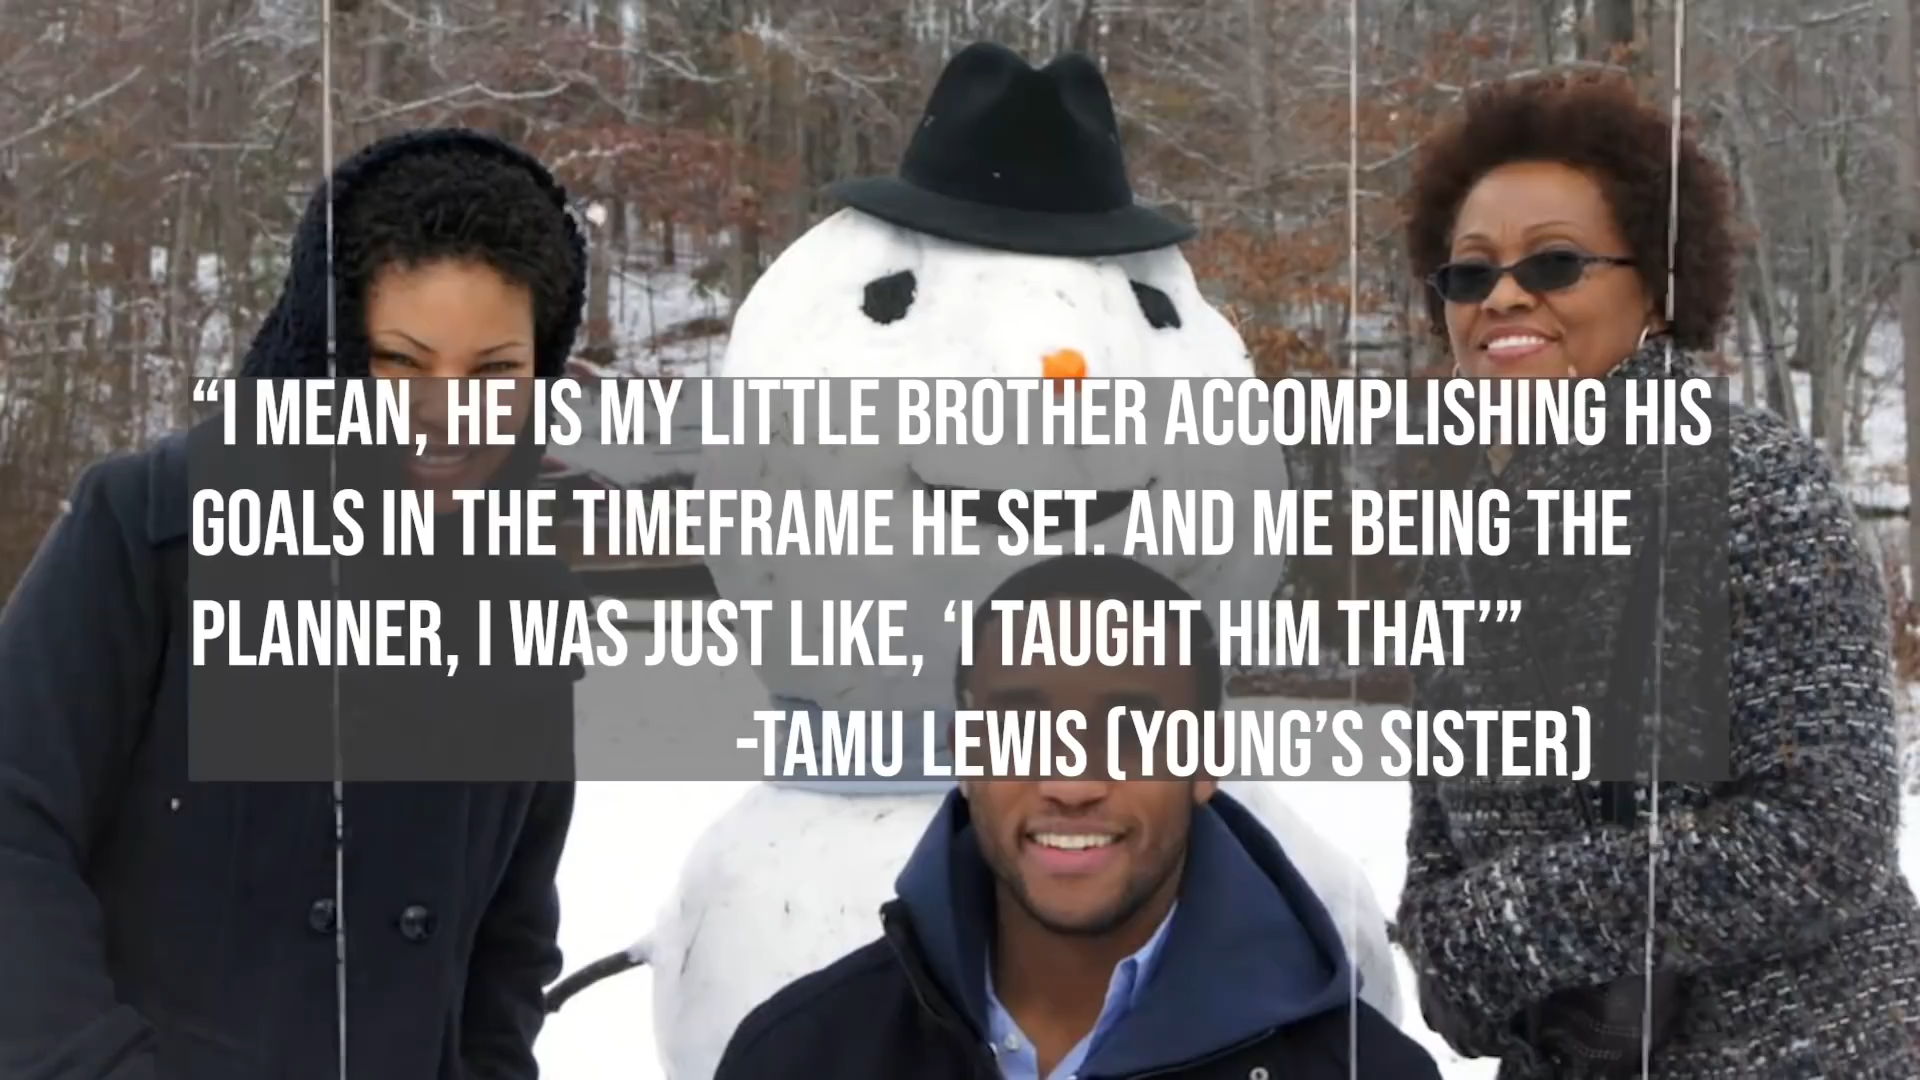 “I MEAN, HE IS MY LITTLE BROTHER ACCOMPLISHING HIS
GOALS IN THE TIMEFRAME HE SET. AND ME BEING THE
PLANNER, I WAS JUST LIKE, ‘I TAUGHT HIM THAT’”
-TAMU LEWIS (YOUNG’S SISTER)